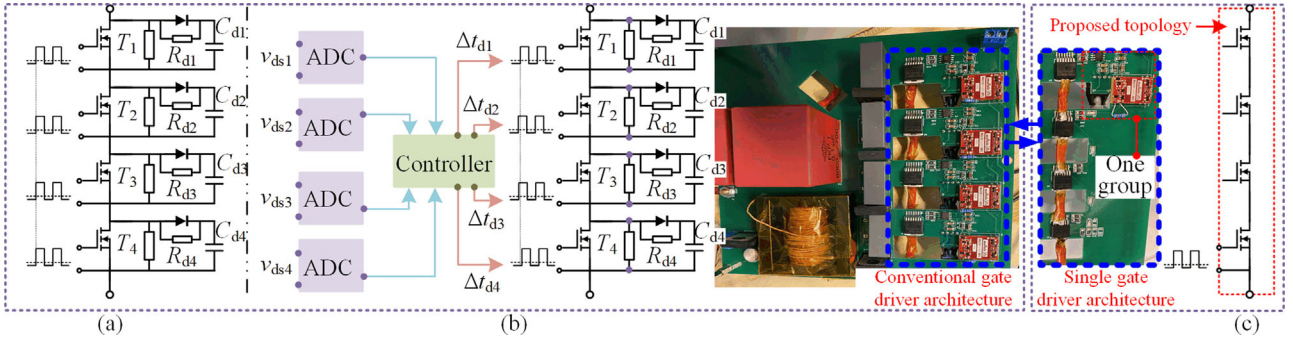 T1
Rd1
Cd1
T2
Rd2
Cd2
T3
Rd3
Cd3
T4
Rd4
Cd4
(a)
vds1
ADC
vds2
ADC
vds3
ADC
vds4
ADC
Controller
Δtd1
Δtd2
Δtd3
Δtd4
T1
Rd1
Cd1
T2
Rd2
Cd2
T3
Rd3
Cd3
T4
Rd4
Cd4
Conventional gate
driver architecture
(b)
Proposed topology
One
group
Single gate
driver architecture
(c)